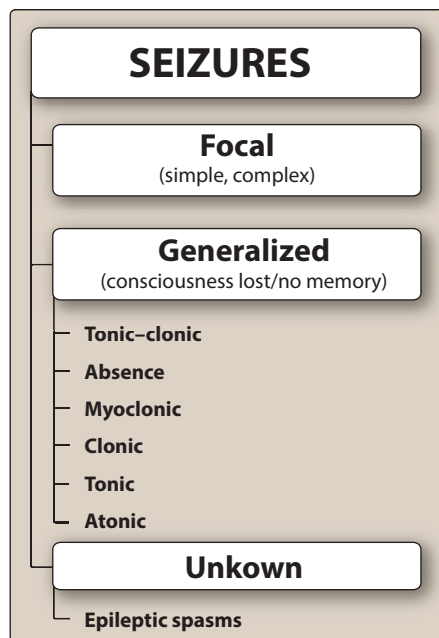 SEIZURES
Focal
(simple, complex)
Generalized
(consciousness lost/no memory)
Tonic–clonic
Absence
Myoclonic
Clonic
Tonic
Atonic
Unkown
Epileptic spasms